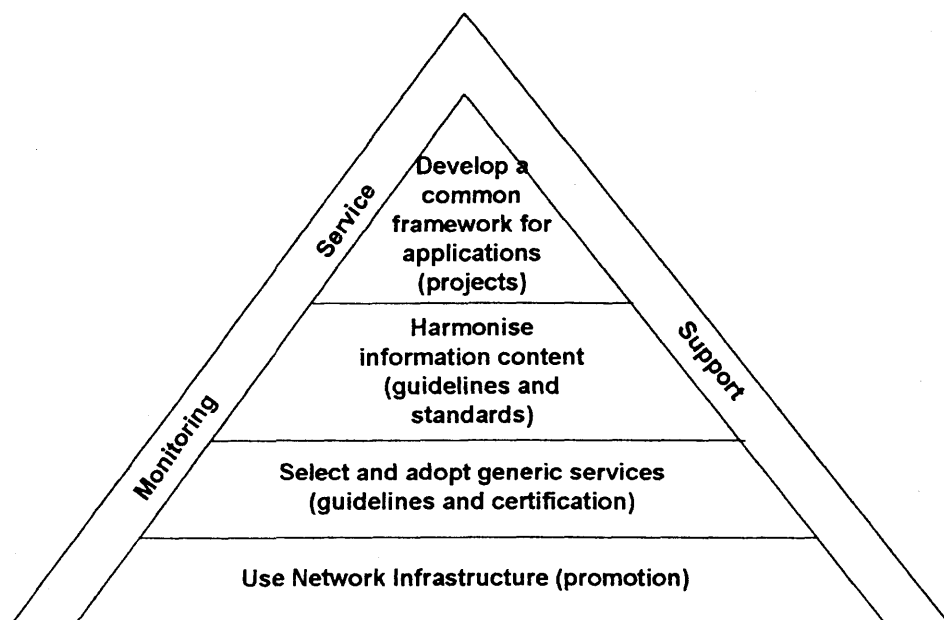 Service
Monitoring
Support
Develop a
common
framework for
applications
(projects)
Harmonise
information content
(guidelines and
standards)
Select and adopt generic services
(guidelines and certification)
Use Network Infrastructure (promotion)